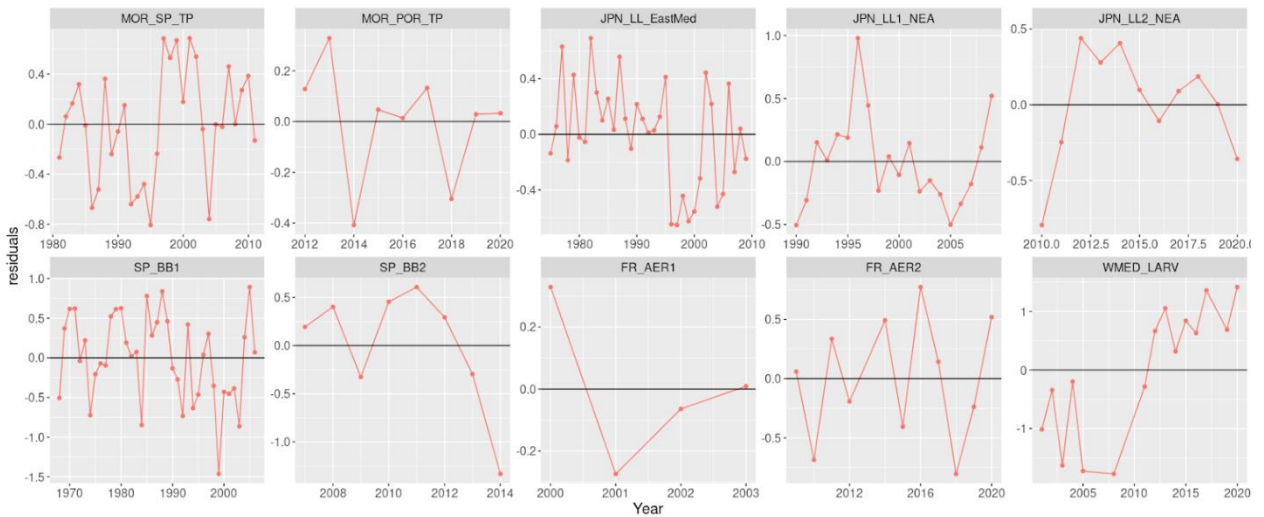 MOR_SP_TP
MOR_POR_TP
JPN_LL_EastMed
JPN_LL1_NEA
JPN_LL2_NEA
0.4
0.0
-0.4
-0.8
1980 1990 2000 2010
0.2
0.0
-0.2
-0.4
2012 2014 2016 2018 2020
0.4
0.0
-0.4
1980 1990 2000 2010
1.0
0.5
0.0
-0.5
1990 1995 2000 2005
0.5
0.0
-0.5
2010.0 2012.5 2015.0 2017.5 2020.0
residuals
SP_BB1
SP_BB2
FR_AER1
FR_AER2
WMED_LARV
1.0
0.5
0.0
-0.5
-1.0
-1.5
1970 1980 1990 2000
0.5
0.0
-0.5
-1.0
2008 2010 2012 2014
0.2
0.0
-0.2
2000 2001 2002 2003
0.5
0.0
-0.5
2012 2016 2020
1
0
-1
2005 2010 2015 2020
Year